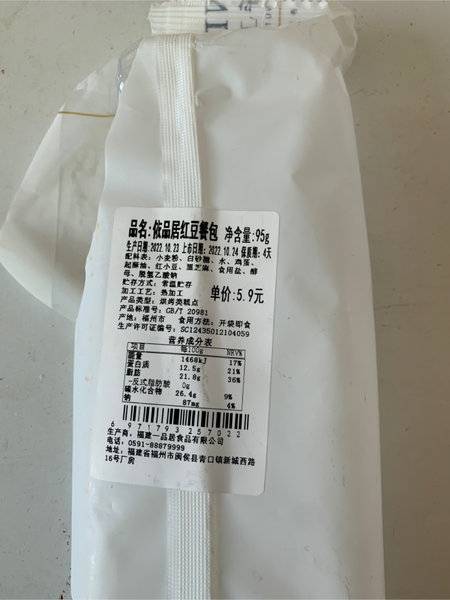 品名:依品居红豆餐包 净含量:95g
生产日期:2022.10.23 上市日期:2022.10.24 保质期:4天
配料表:小麦粉、白砂糖、水、鸡蛋、
起酥油、红小豆、黑芝麻、食用盐、酵
母、脱氢乙酸钠
贮存方式:常温贮存
加工工艺:热加工
单价:5.9元
产品类型:烘烤类糕点
产品标准号:GB/T 20981
产地:福州市 食用方法:开袋即食
生产许可证编号:SC12435012104059
营养成分表
项目 每100g NRV%
能量 1468kJ 17%
蛋白质 12.5g 21%
脂肪 21.8g 36%
-反式脂肪酸 0g
碳水化合物 26.4g 9%
钠 87mg 4%
6971793257022
生产商:福建一品居食品有限公司
电话:0591-88879999
地址:福建省福州市闽侯县青口镇新城西路
16号厂房